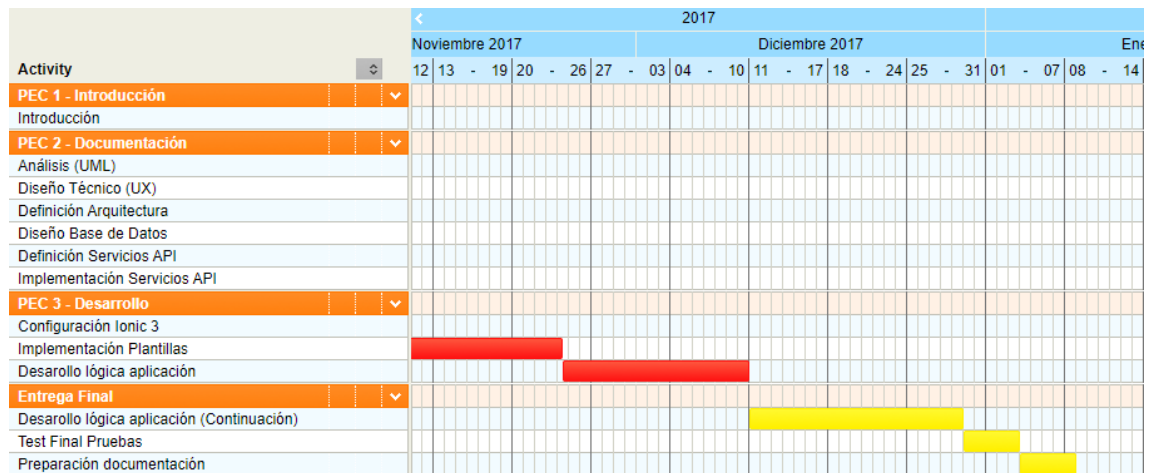 2017
Noviembre 2017 Diciembre 2017 Ene
Activity 12 13 - 19 20 - 26 27 - 03 04 - 10 11 - 17 18 - 24 25 - 31 01 - 07 08 - 14
PEC 1 - Introducción
Introducción
PEC 2 - Documentación
Análisis (UML)
Diseño Técnico (UX)
Definición Arquitectura
Diseño Base de Datos
Definición Servicios API
Implementación Servicios API
PEC 3 - Desarrollo
Configuración Ionic 3
Implementación Plantillas
Desarollo lógica aplicación
Entrega Final
Desarollo lógica aplicación (Continuación)
Test Final Pruebas
Preparación documentación